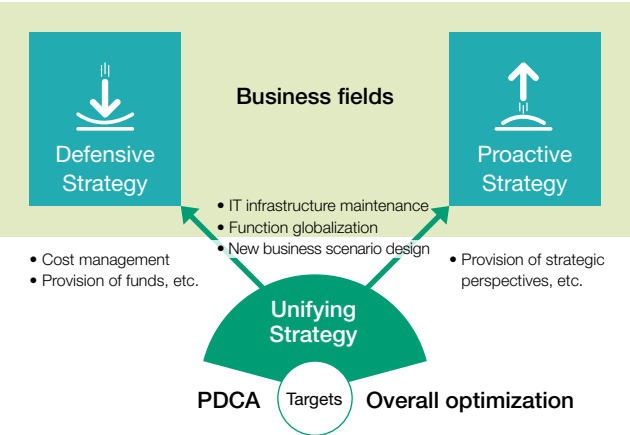 Business fields
Defensive
Strategy
Proactive
Strategy
• IT infrastructure maintenance
• Function globalization
• New business scenario design
• Cost management
• Provision of funds, etc.
• Provision of strategic
perspectives, etc.
Unifying
Strategy
PDCA
Targets
Overall optimization